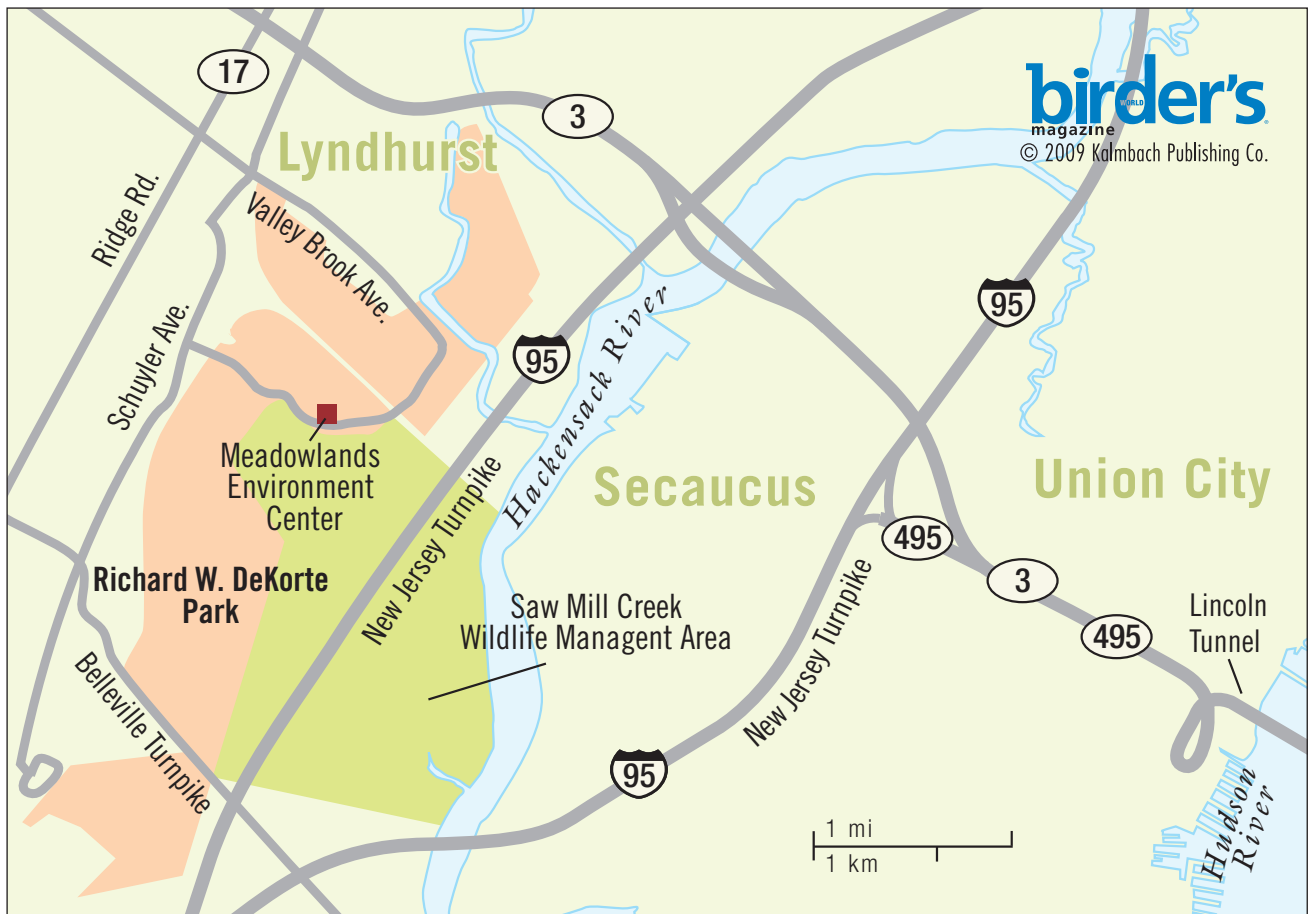 17
3
birder's
WORLD
magazine
© 2009 Kalmbach Publishing Co.
Lyndhurst
Ridge Rd.
Valley Brook Ave.
Schuyler Ave.
95
95
Hackensack River
Meadowlands
Environment
Center
New Jersey Turnpike
Secaucus
Union City
495
3
495
Richard W. DeKorte
Park
Saw Mill Creek
Wildlife Managent Area
Lincoln
Tunnel
Belleville Turnpike
New Jersey Turnpike
95
1 mi
1 km
Hudson
River